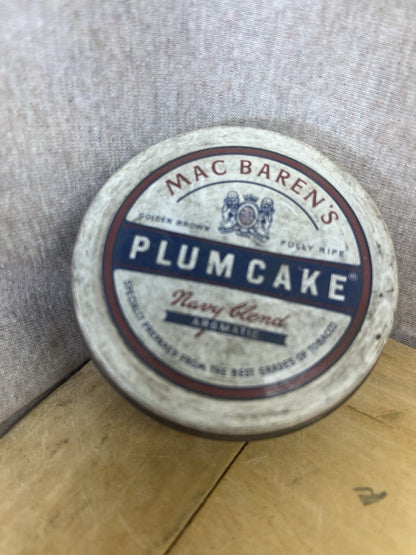 MAC BAREN'S
GOLDEN BROWN FULLY RIPE
PLUMCAKE®
Navy blend
AROMATIC
SPECIALLY PREPARED FROM THE BEST GRADES OF TOBACCO